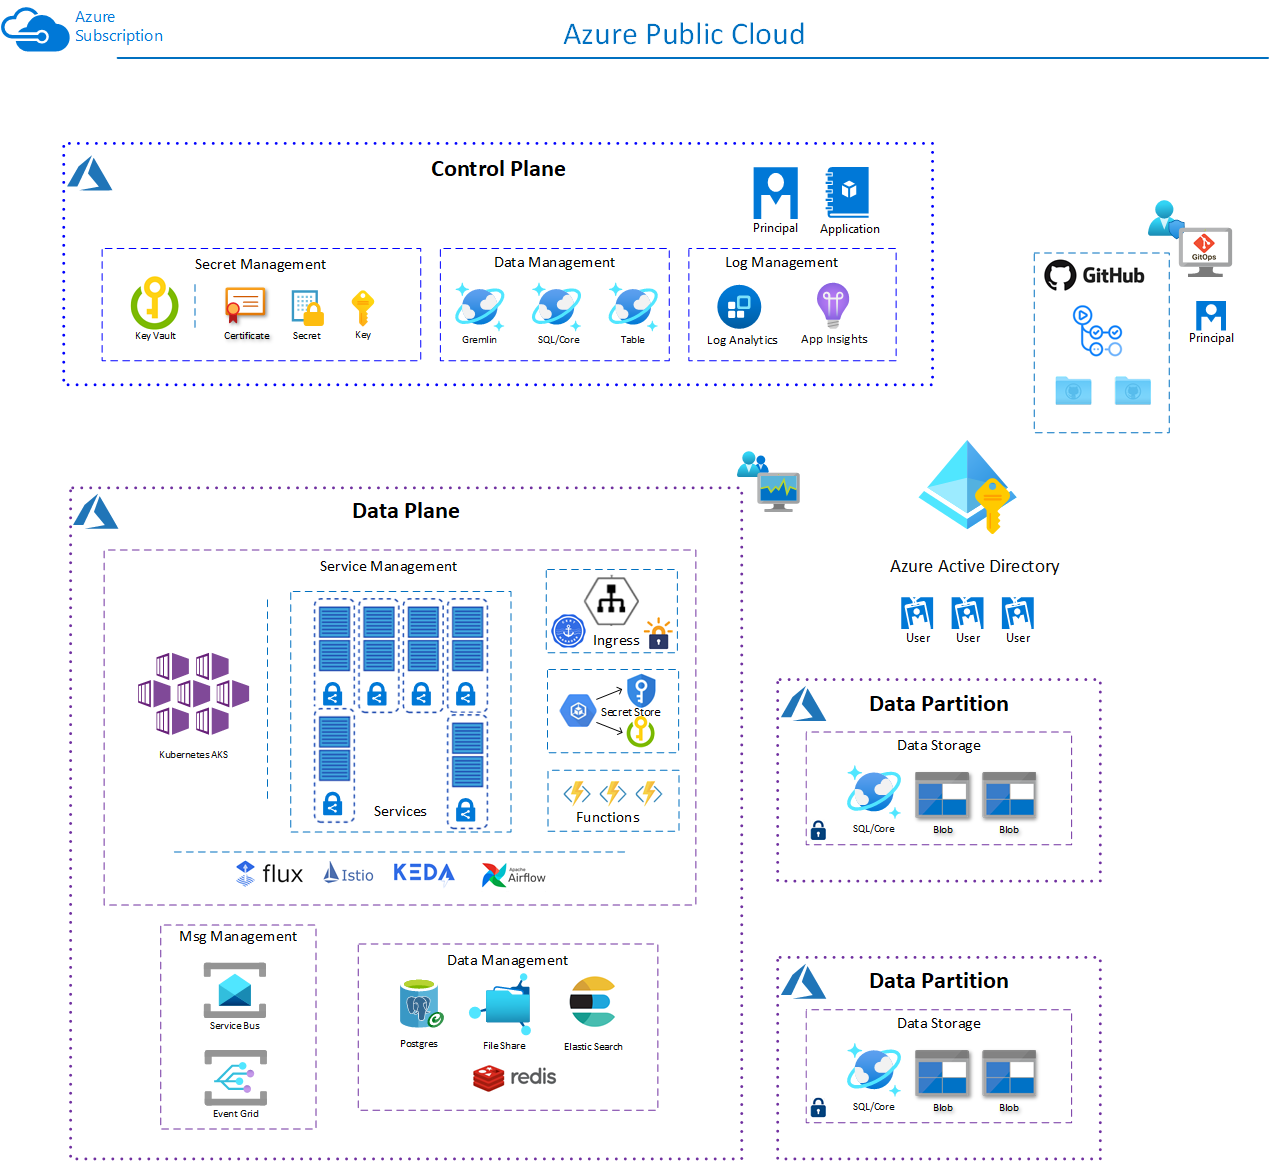 Azure
Subscription
Azure Public Cloud
Control Plane
Principal
Application
Secret Management
Key Vault
Certificate
Secret
Key
Data Management
Gremlin
SQL/Core
Table
Log Management
Log Analytics
App Insights
GitOps
GitHub
Principal
Data Plane
Service Management
Kubernetes AKS
Services
Ingress
Secret Store
Functions
flux
Istio
KEDA
Apache
Airflow
Msg Management
Service Bus
Event Grid
Data Management
Postgres
File Share
Elastic Search
redis
Azure Active Directory
User
User
User
Data Partition
Data Storage
SQL/Core
Blob
Blob
Data Partition
Data Storage
SQL/Core
Blob
Blob